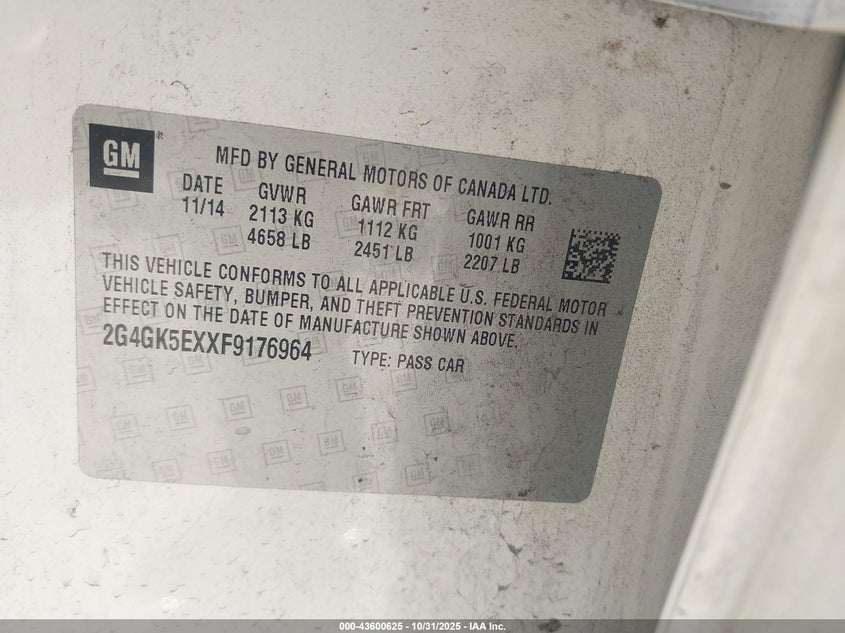 GM ®
MFD BY GENERAL MOTORS OF CANADA LTD.
DATE GVWR GAWR FRT GAWR RR
11/14 2113 KG 1112 KG 1001 KG
4658 LB 2451 LB 2207 LB
THIS VEHICLE CONFORMS TO ALL APPLICABLE U.S. FEDERAL MOTOR
VEHICLE SAFETY, BUMPER, AND THEFT PREVENTION STANDARDS IN
EFFECT ON THE DATE OF MANUFACTURE SHOWN ABOVE.
2G4GK5EXXF9176964 TYPE: PASS CAR
000-43600625 - 10/31/2025 - IAA Inc.